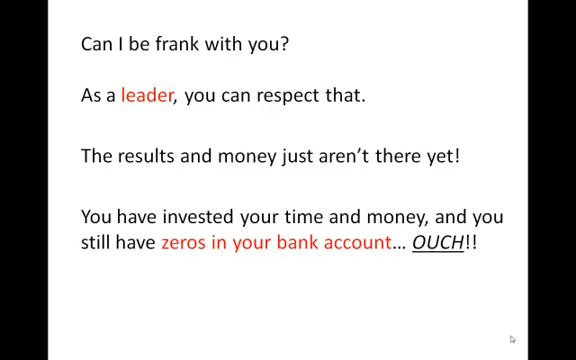 Can I be frank with you?
As a leader, you can respect that.
The results and money just aren't there yet!
You have invested your time and money, and you
still have zeros in your bank account… OUCH!!